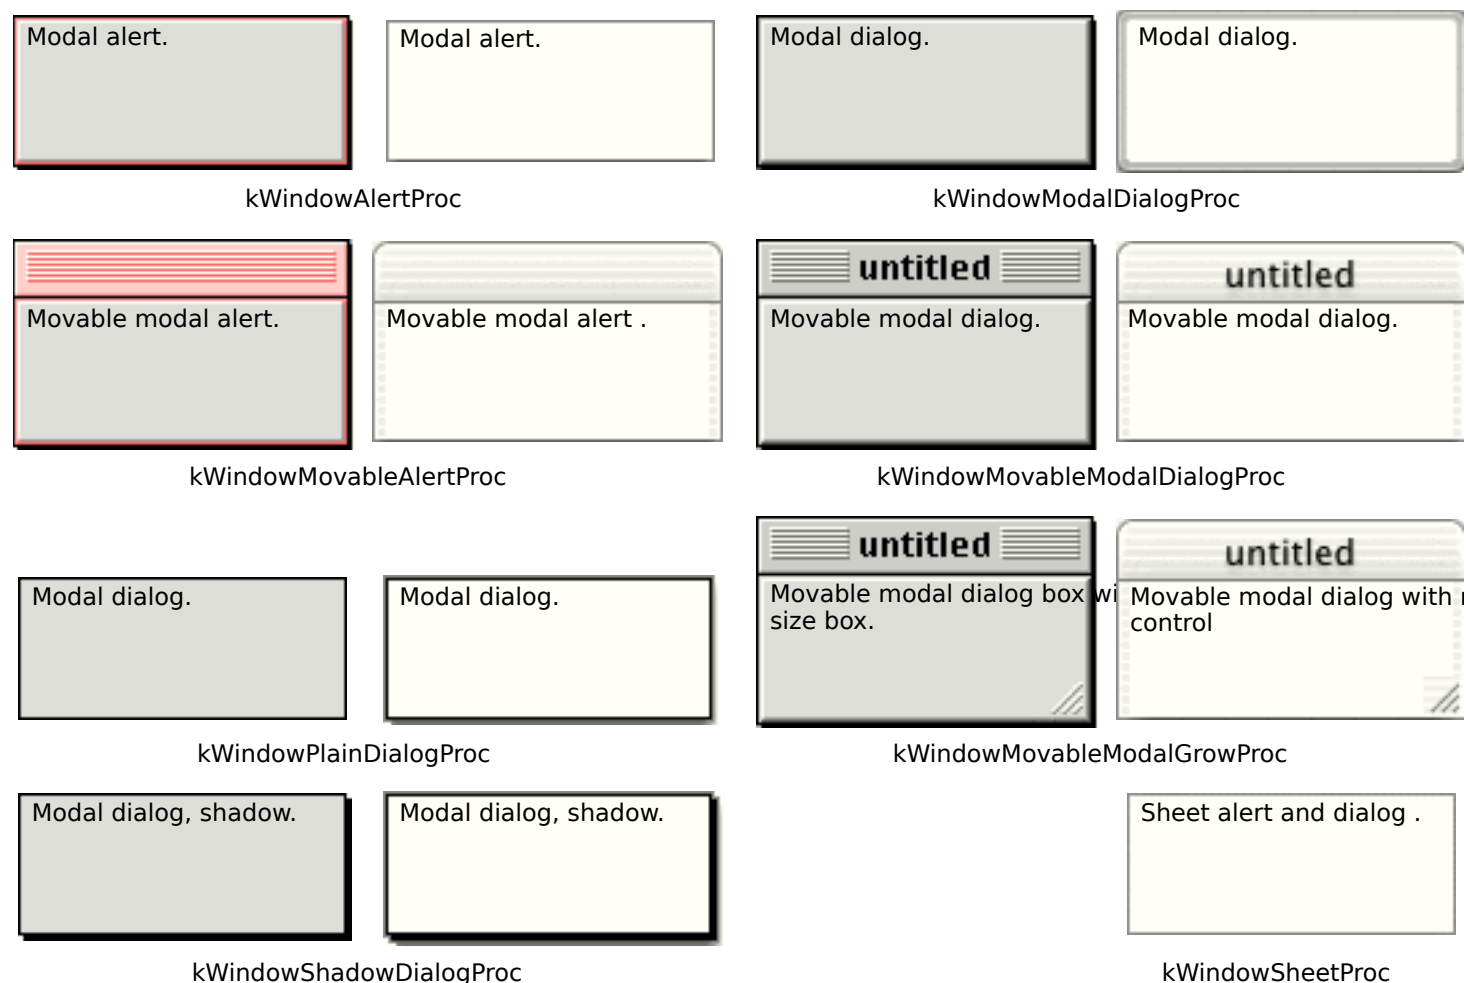 Modal alert.
Modal alert.
Modal dialog.
Modal dialog.
kWindowAlertProc
kWindowModalDialogProc
untitled
untitled
Movable modal alert.
Movable modal alert .
Movable modal dialog.
Movable modal dialog.
kWindowMovableAlertProc
kWindowMovableModalDialogProc
untitled
untitled
Modal dialog.
Modal dialog.
Movable modal dialog box wi
size box.
Movable modal dialog with
control
kWindowPlainDialogProc
kWindowMovableModalGrowProc
Modal dialog, shadow.
Modal dialog, shadow.
Sheet alert and dialog .
kWindowShadowDialogProc
kWindowSheetProc